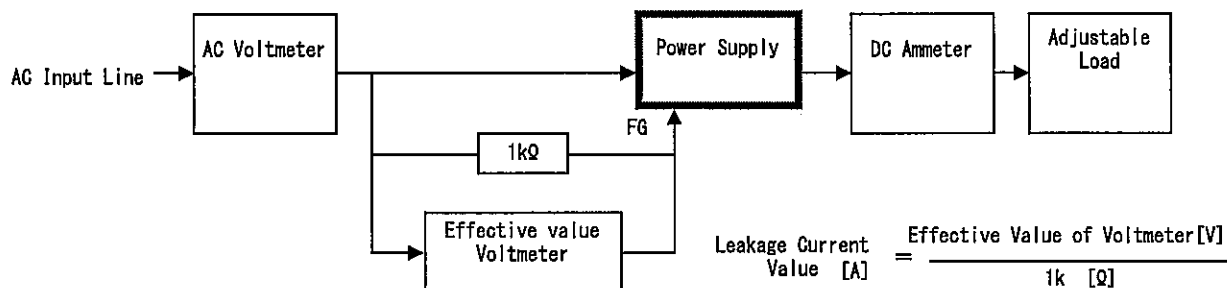 AC Input Line
AC Voltmeter
Power Supply
DC Ammeter
Adjustable
Load
FG
1kΩ
Effective value
Voltmeter
Leakage Current
Value [A]
=
Effective Value of Voltmeter[V]
1k [Ω]